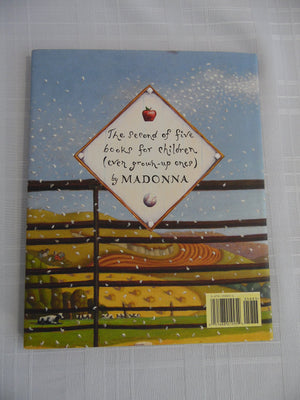 The second of five
books for children
(even grown-up ones)
by MADONNA